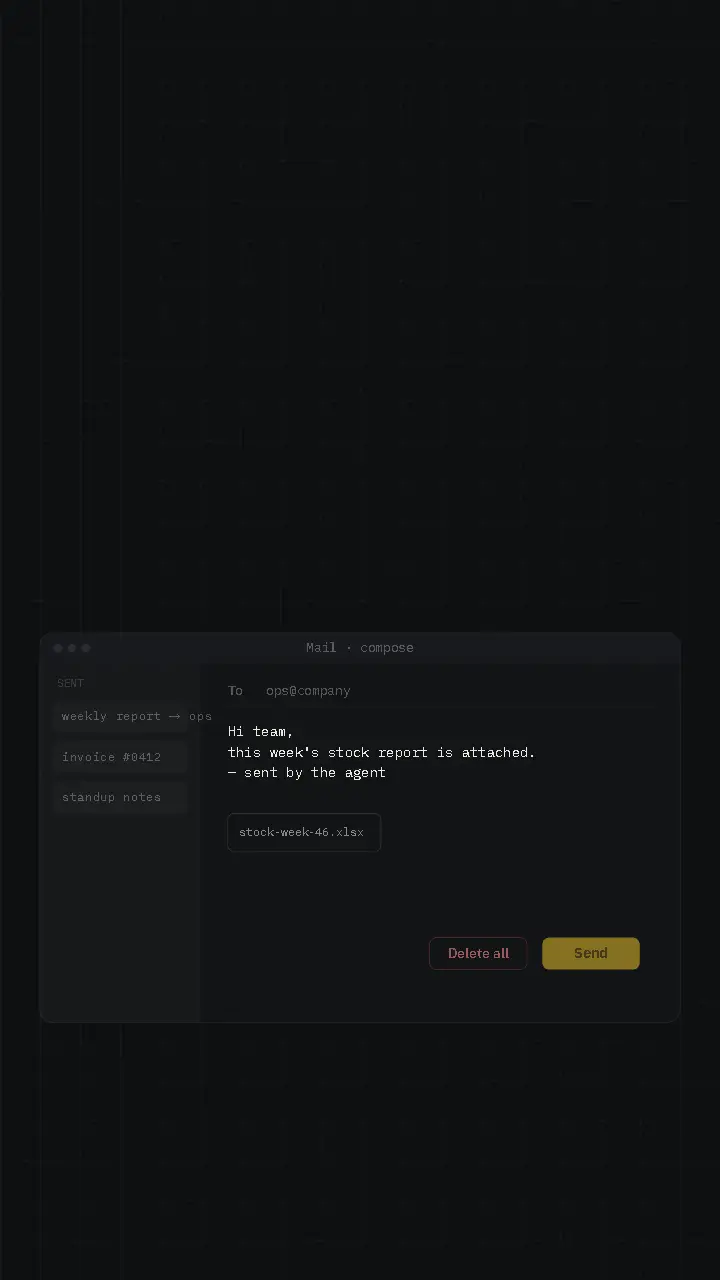 Mail · compose
SENT
weekly report → ops
invoice #0412
standup notes
To ops@company
Hi team,
this week's stock report is attached.
— sent by the agent
stock-week-46.xlsx
Delete all
Send